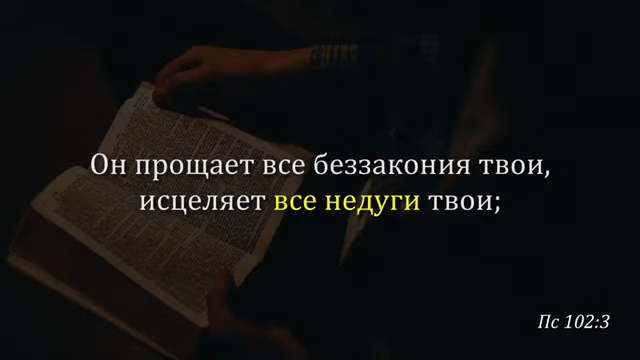 Он прощает все беззакония твои,
исцеляет все недуги твои;
Пс 102:3